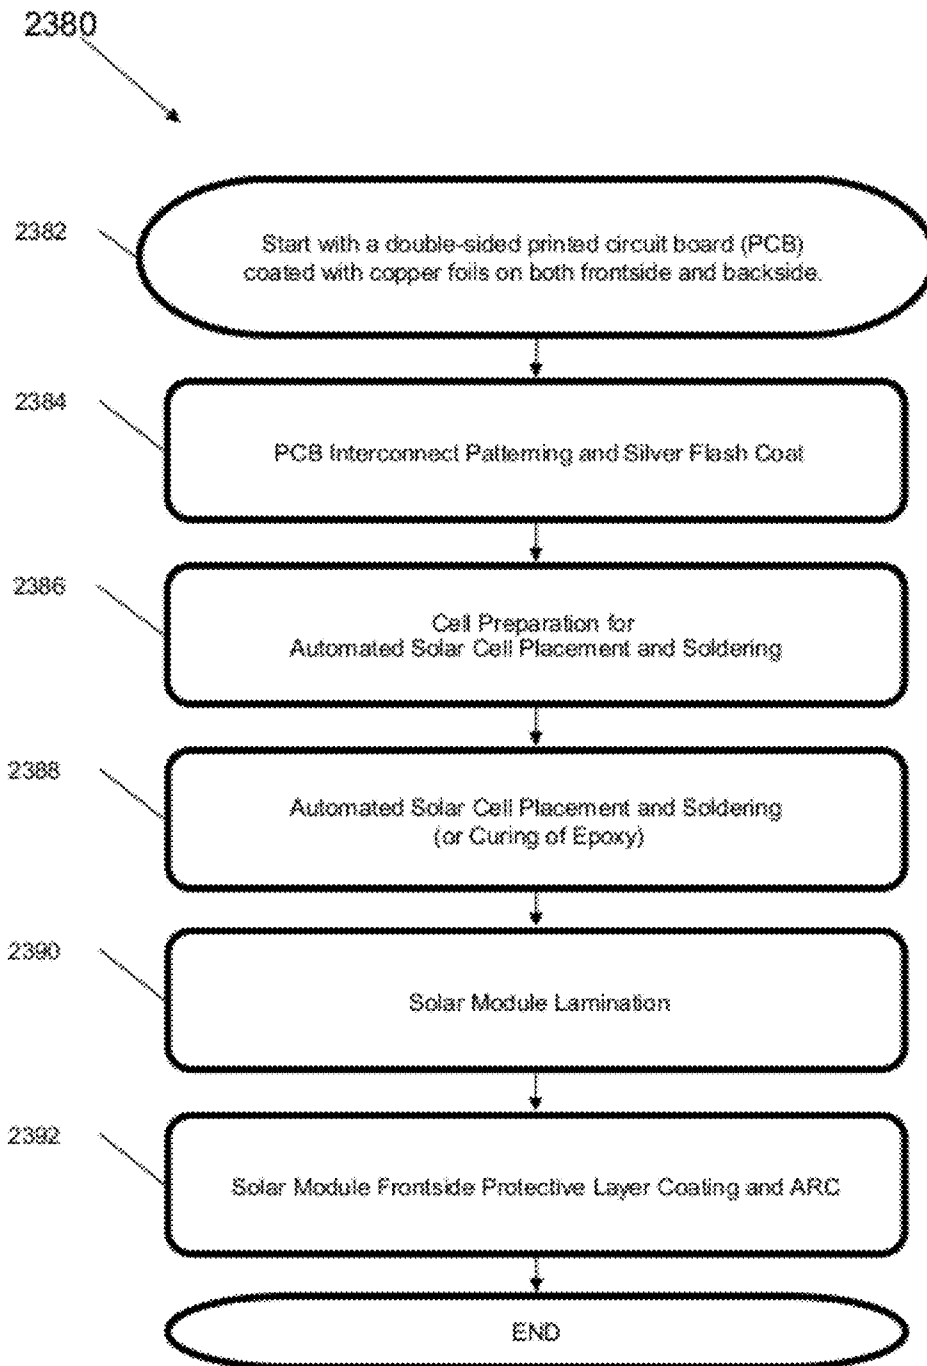 2380
2382
Start with a double-sided printed circuit board (PCB)
coated with copper foils on both frontside and backside.
2384
PCB Interconnect Patterning and Silver Flash Coat
2386
Cell Preparation for
Automated Solar Cell Placement and Soldering
2388
Automated Solar Cell Placement and Soldering
(or Curing of Epoxy)
2390
Solar Module Lamination
2392
Solar Module Frontside Protective Layer Coating and ARC
END